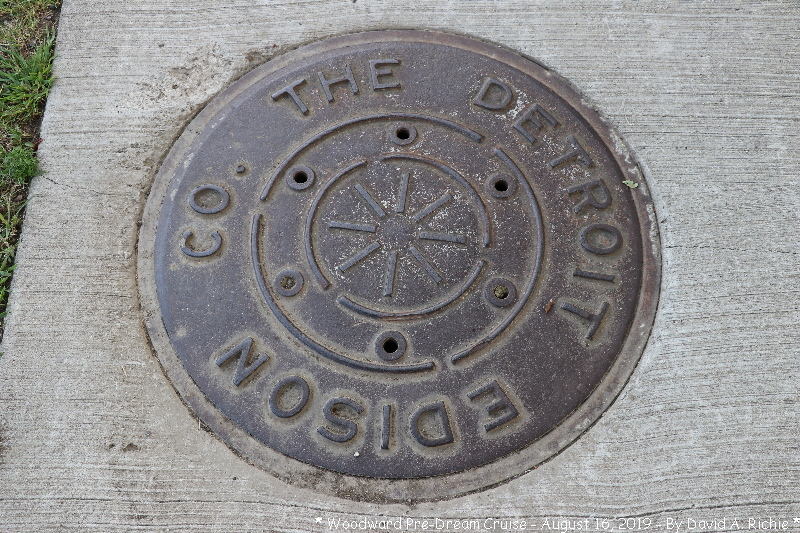 THE DETROIT EDISON CO.
* Woodward Pre-Dream Cruise - August 16, 2019 - By David A. Richie *